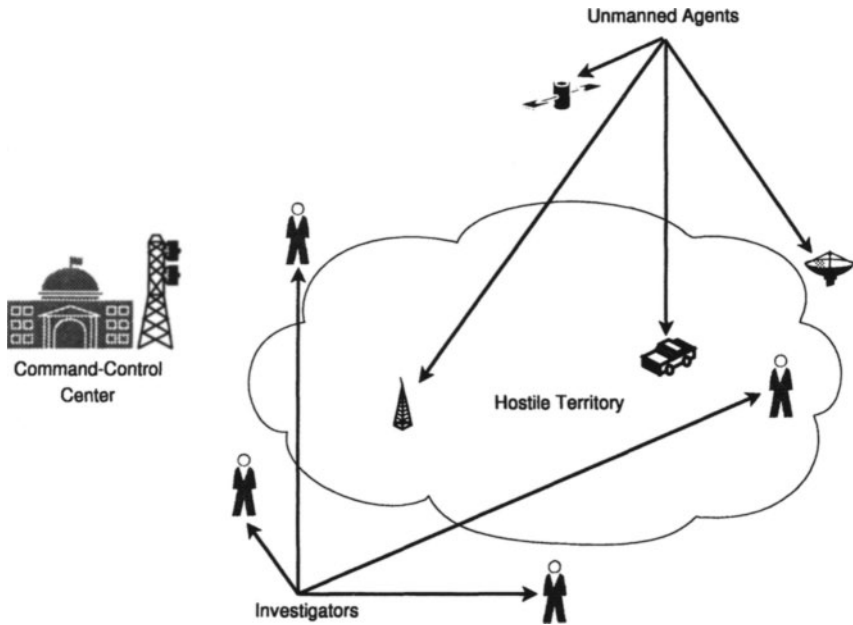 Unmanned Agents
Command-Control
Center
Hostile Territory
Investigators